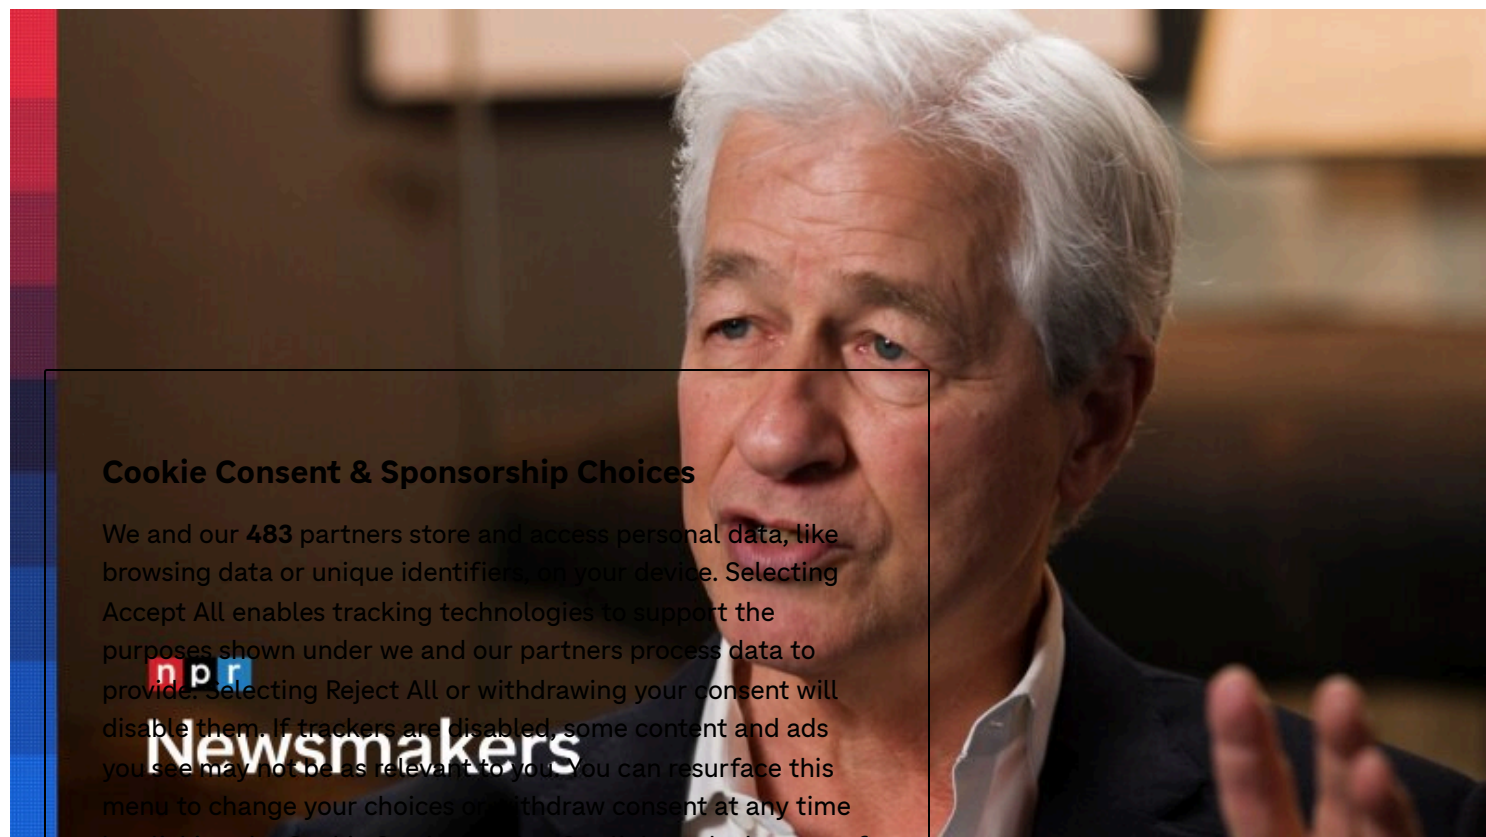 Cookie Consent & Sponsorship Choices
We and our 483 partners store and access personal data, like
browsing data or unique identifiers, on your device. Selecting
Accept All enables tracking technologies to support the
purposes shown under we and our partners process data to
npr
provide. Selecting Reject All or withdrawing your consent will
disable them. If trackers are disabled, some content and ads
Newsmakers
you see may not be as relevant to you. You can resurface this
menu to change your choices or withdraw consent at any time